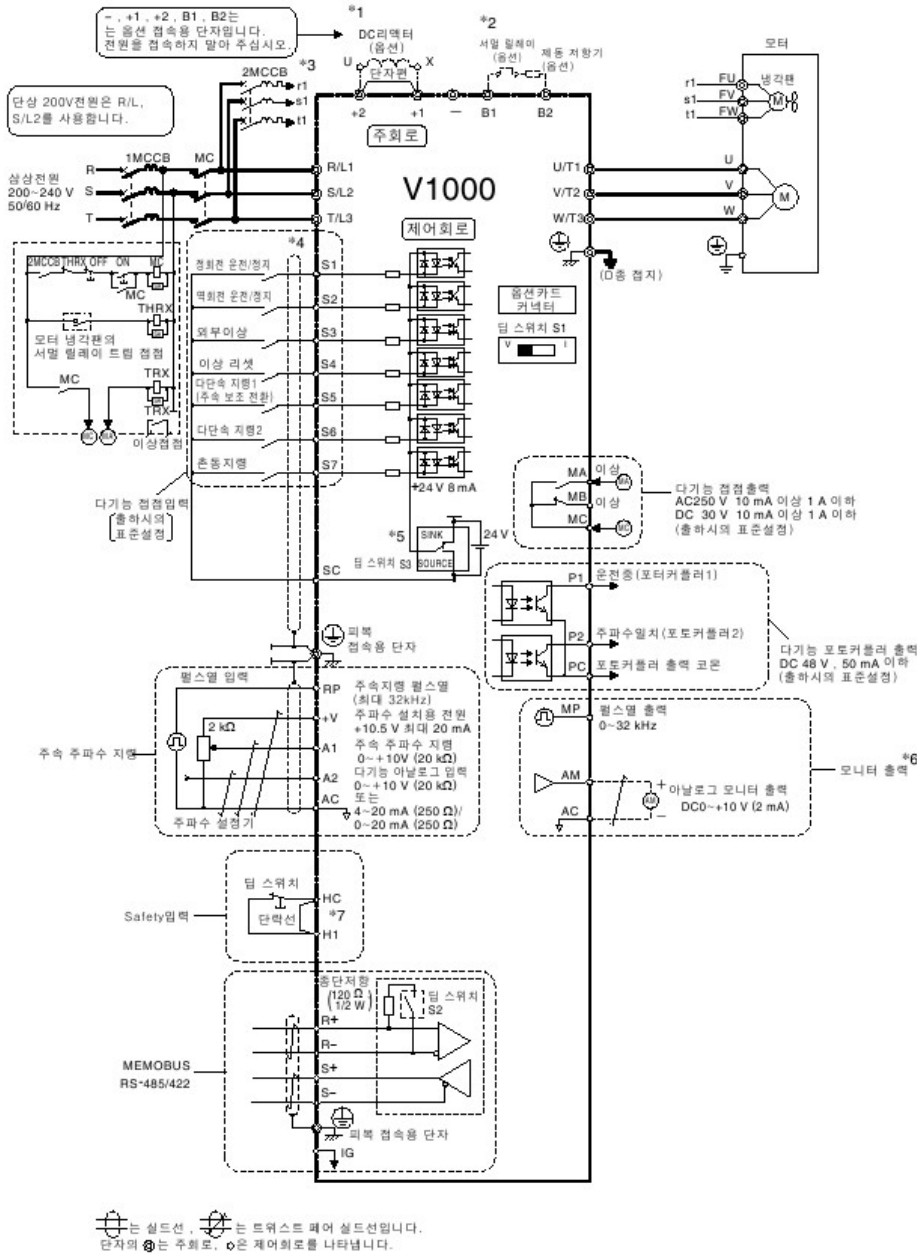 －, +1 , +2 , B1 , B2는
는 옵션 접속용 단자입니다.
전원을 접속하지 말아 주십시오.
*1
DC리액터
(옵션)
U
X
단자편
*2
서멀 릴레이
(옵션)
제동 저항기
(옵션)
모터
r1
FU
냉각팬
s1
FV
M
t1
FW
*3
2MCCB
r1
s1
t1
단상 200V전원은 R/L,
S/L2를 사용합니다.
+2
+1
－
B1
B2
주회로
1MCCB
MC
삼상전원
200~240 V
50/60 Hz
R
S
T
R/L1
S/L2
T/L3
V1000
U/T1
V/T2
W/T3
U
V
W
M
제어회로
(D종 접지)
2MCCB
THRX
OFF
ON
MC
MC
THRX
모터 냉각팬의
서멀 릴레이 트립 접점
MC
TRX
TRX
MC
MA
이상접점
*4
정회전 운전/정지
S1
역회전 운전/정지
S2
외부이상
S3
이상 리셋
S4
다단속 지령1
(주속 보조 전환)
S5
다단속 지령2
S6
촌동지령
S7
다기능 접점입력
출하시의
표준설정
옵션카드
커넥터
딥 스위치 S1
V
I
+24 V 8 mA
*5
SINK
24 V
딥 스위치 S3
SOURCE
SC
MA
이상
MA
MB
이상
MC
MC
다기능 접점출력
AC250 V 10 mA 이상 1 A 이하
DC 30 V 10 mA 이상 1 A 이하
(출하시의 표준설정)
P1
운전중(포터커플러1)
P2
주파수일치(포토커플러2)
PC
포토커플러 출력 코몬
다기능 포토커플러 출력
DC 48 V , 50 mA 이하
(출하시의 표준설정)
피복
접속용 단자
펄스열 입력
RP
주속지령 펄스열
(최대 32kHz)
2 kΩ
+V
주파수 설치용 전원
+10.5 V 최대 20 mA
주속 주파수 지령
A1
주속 주파수 지령
0~+10V (20 kΩ)
A2
다기능 아날로그 입력
0~+10 V (20 kΩ)
AC
또는
4~20 mA (250 Ω)/
0~20 mA (250 Ω)
주파수 설정기
MP
펄스열 출력
0~32 kHz
*6
모니터 출력
AM
+
AM
아날로그 모니터 출력
DC0~+10 V (2 mA)
AC
－
Safety입력
딥 스위치
HC
단락선
*7
H1
종단저항
(120 Ω
1/2 W)
딥 스위치
S2
R+
R-
MEMOBUS
RS-485/422
S+
S-
피복 접속용 단자
IG
는 실드선 ,
는 트위스트 페어 실드선입니다.
단자의
는 주회로,
은 제어회로를 나타냅니다.